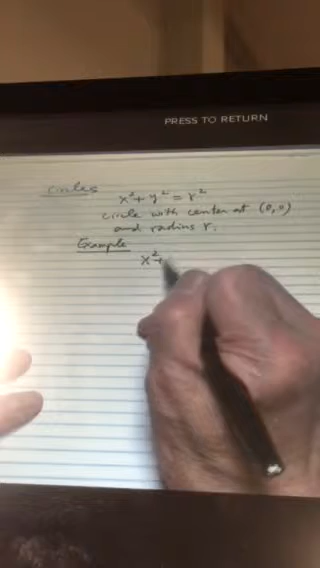 PRESS TO RETURN
Circles
x² + y² = r²
circle with center at (0,0)
and radius r.
Example
x² +